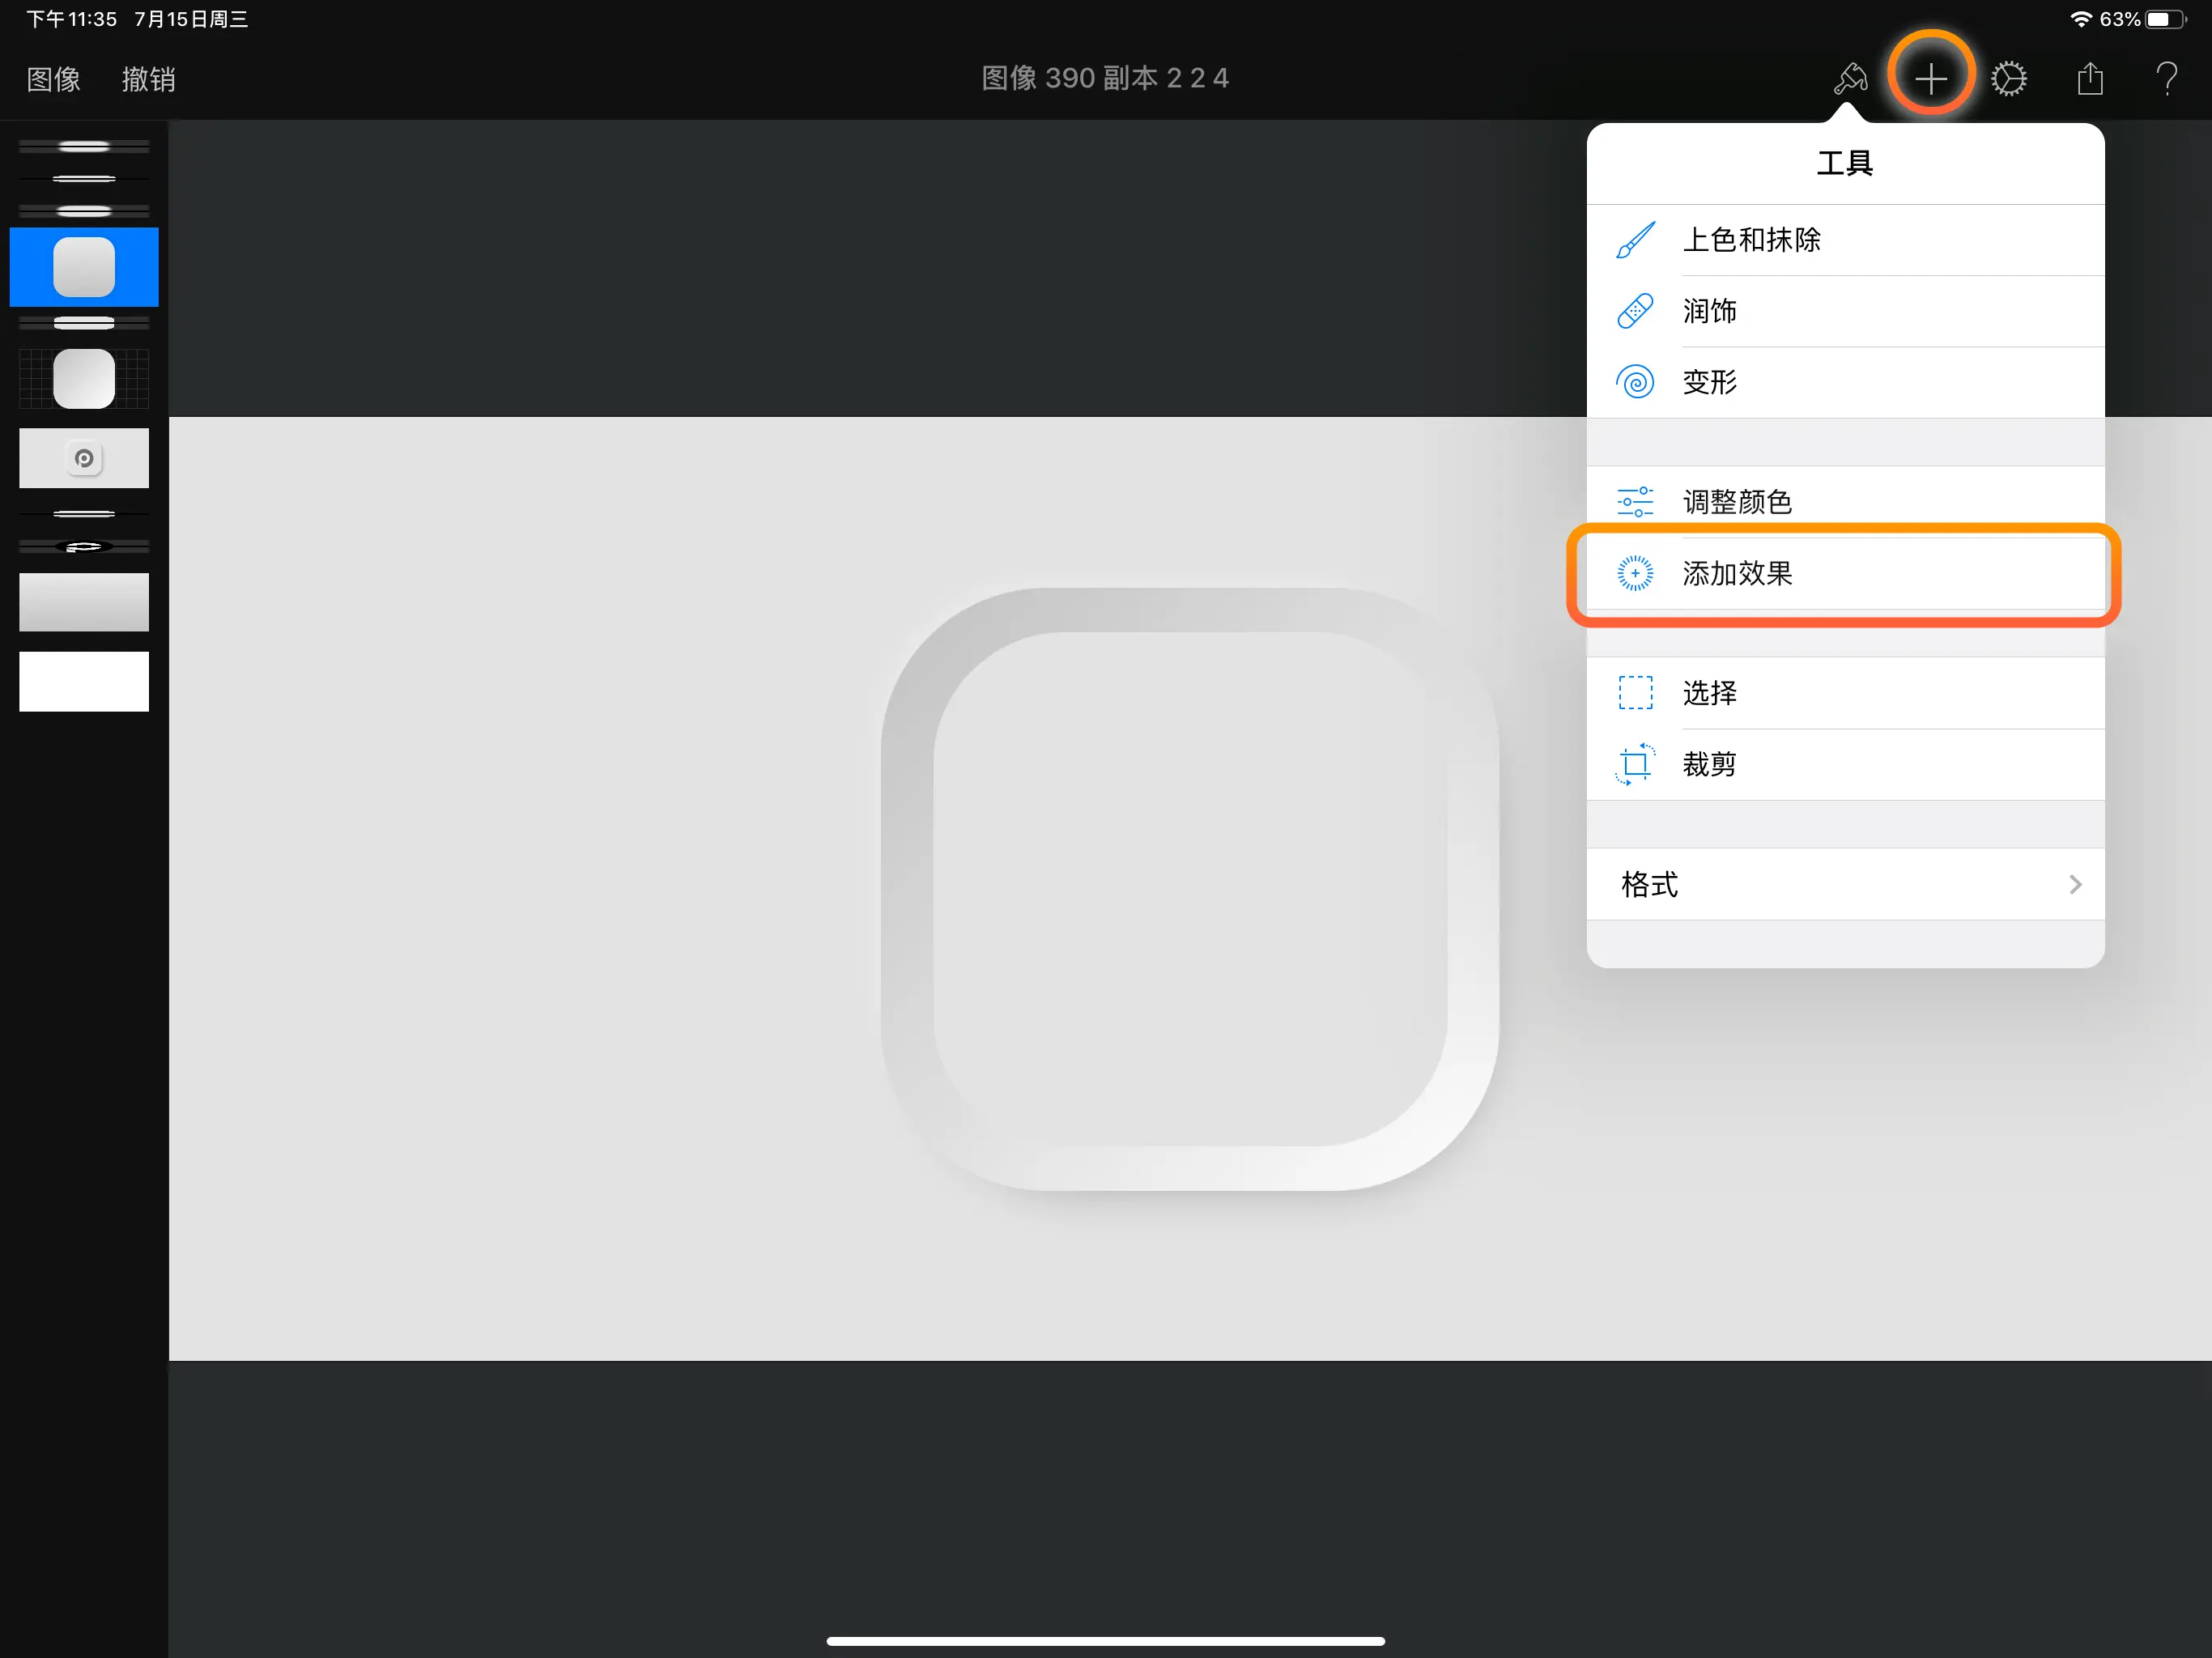 下午11:35 7月15日周三 63%
图像 撤销 图像 390 副本 2 2 4
工具
上色和抹除
润饰
变形
调整颜色
添加效果
选择
裁剪
格式